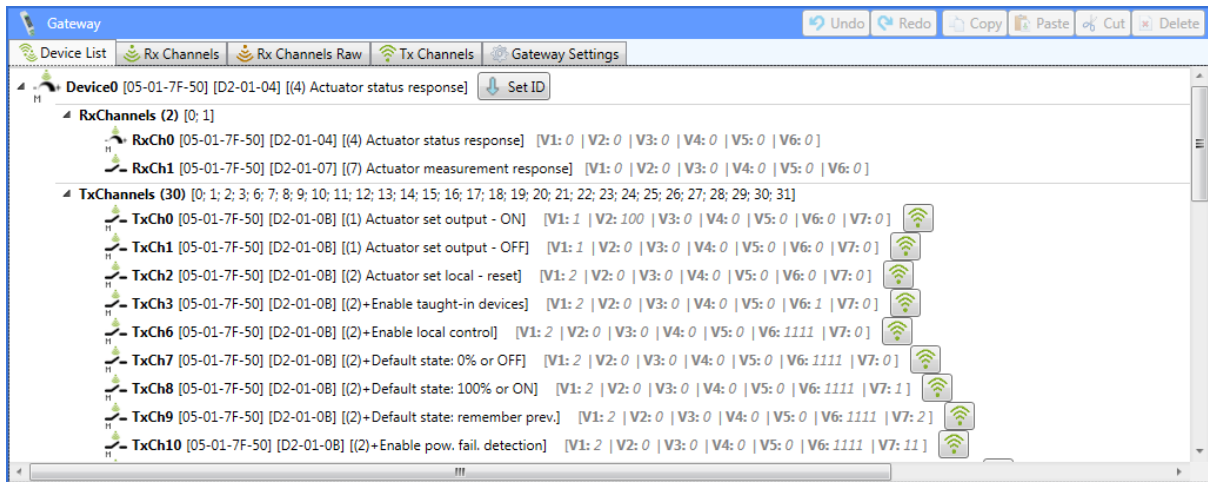 Gateway Undo Redo Copy Paste Cut Delete
Device List Rx Channels Rx Channels Raw Tx Channels Gateway Settings
M Device0 [05-01-7F-50] [D2-01-04] [(4) Actuator status response] Set ID
RxChannels (2) [0; 1]
M RxCh0 [05-01-7F-50] [D2-01-04] [(4) Actuator status response] [V1: 0 | V2: 0 | V3: 0 | V4: 0 | V5: 0 | V6: 0 ]
M RxCh1 [05-01-7F-50] [D2-01-07] [(7) Actuator measurement response] [V1: 0 | V2: 0 | V3: 0 | V4: 0 | V5: 0 | V6: 0 ]
TxChannels (30) [0; 1; 2; 3; 6; 7; 8; 9; 10; 11; 12; 13; 14; 15; 16; 17; 18; 19; 20; 21; 22; 23; 24; 25; 26; 27; 28; 29; 30; 31]
M TxCh0 [05-01-7F-50] [D2-01-0B] [(1) Actuator set output - ON] [V1: 1 | V2: 100 | V3: 0 | V4: 0 | V5: 0 | V6: 0 | V7: 0 ]
M TxCh1 [05-01-7F-50] [D2-01-0B] [(1) Actuator set output - OFF] [V1: 1 | V2: 0 | V3: 0 | V4: 0 | V5: 0 | V6: 0 | V7: 0 ]
M TxCh2 [05-01-7F-50] [D2-01-0B] [(2) Actuator set local - reset] [V1: 2 | V2: 0 | V3: 0 | V4: 0 | V5: 0 | V6: 0 | V7: 0 ]
M TxCh3 [05-01-7F-50] [D2-01-0B] [(2)+Enable taught-in devices] [V1: 2 | V2: 0 | V3: 0 | V4: 0 | V5: 0 | V6: 1 | V7: 0 ]
M TxCh6 [05-01-7F-50] [D2-01-0B] [(2)+Enable local control] [V1: 2 | V2: 0 | V3: 0 | V4: 0 | V5: 0 | V6: 1111 | V7: 0 ]
M TxCh7 [05-01-7F-50] [D2-01-0B] [(2)+Default state: 0% or OFF] [V1: 2 | V2: 0 | V3: 0 | V4: 0 | V5: 0 | V6: 1111 | V7: 0 ]
M TxCh8 [05-01-7F-50] [D2-01-0B] [(2)+Default state: 100% or ON] [V1: 2 | V2: 0 | V3: 0 | V4: 0 | V5: 0 | V6: 1111 | V7: 1 ]
M TxCh9 [05-01-7F-50] [D2-01-0B] [(2)+Default state: remember prev.] [V1: 2 | V2: 0 | V3: 0 | V4: 0 | V5: 0 | V6: 1111 | V7: 2 ]
M TxCh10 [05-01-7F-50] [D2-01-0B] [(2)+Enable pow. fail. detection] [V1: 2 | V2: 0 | V3: 0 | V4: 0 | V5: 0 | V6: 1111 | V7: 11 ]